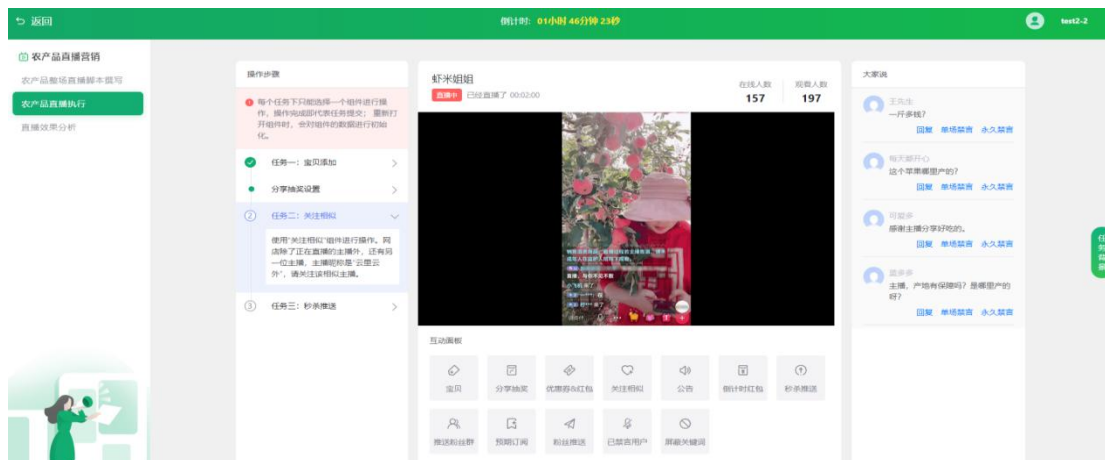 返回
倒计时: 01小时 46分钟 23秒
test2-2
农产品直播营销
农产品整场直播脚本撰写
农产品直播执行
直播效果分析
操作步骤
每个任务下只能选择一个组件进行操
作，操作完成即代表任务提交；重新打
开组件时，会对组件的数据进行初始
化。
任务一：宝贝添加
分享抽奖设置
② 任务二：关注相似
使用“关注相似”组件进行操作。网
店除了正在直播的主播外，还有另
一位主播，主播昵称是“云里云
外”，请关注该相似主播。
③ 任务三：秒杀推送
虾米姐姐
直播中 已经直播了 00:02:00
在线人数
157
观看人数
197
互动面板
宝贝
分享抽奖
优惠券&红包
关注相似
公告
倒计时红包
秒杀推送
推送粉丝群
预期订阅
粉丝推送
已禁言用户
屏蔽关键词
大家说
王先生
一斤多钱？
回复 单场禁言 永久禁言
每天都开心
这个苹果哪里产的？
回复 单场禁言 永久禁言
可爱多
感谢主播分享好吃的。
回复 单场禁言 永久禁言
蓝多多
主播，产地有保障吗？是哪里产的
呀？
回复 单场禁言 永久禁言